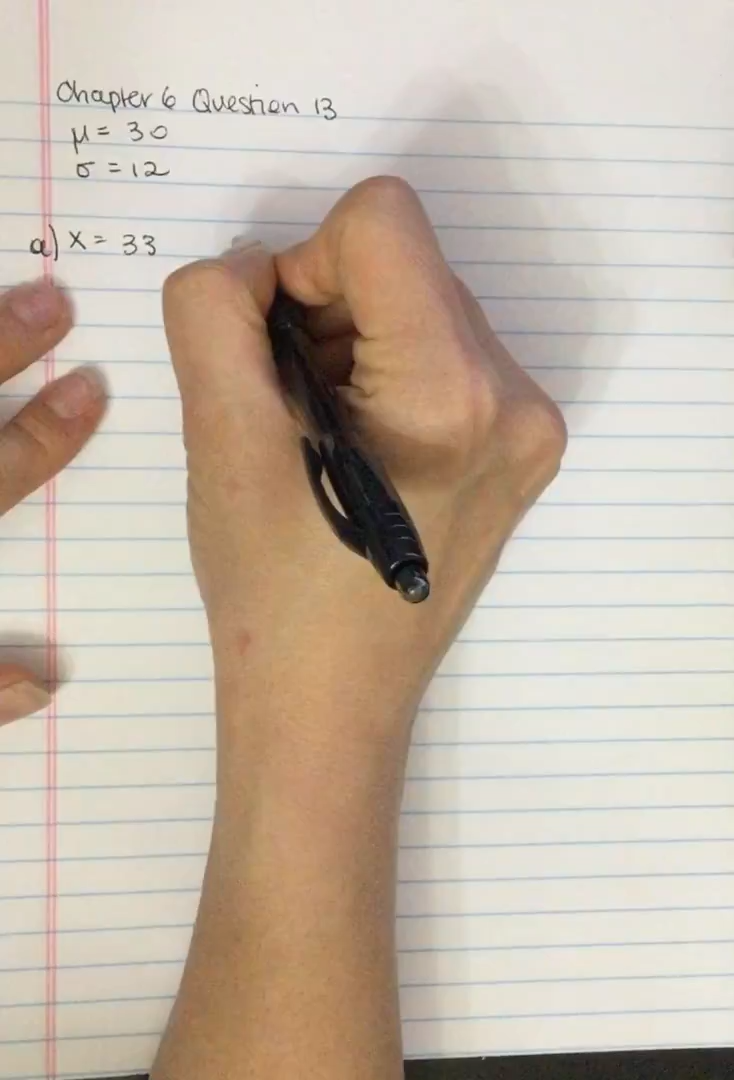 Chapter 6 Question 13
μ = 30
σ = 12
a) x = 33